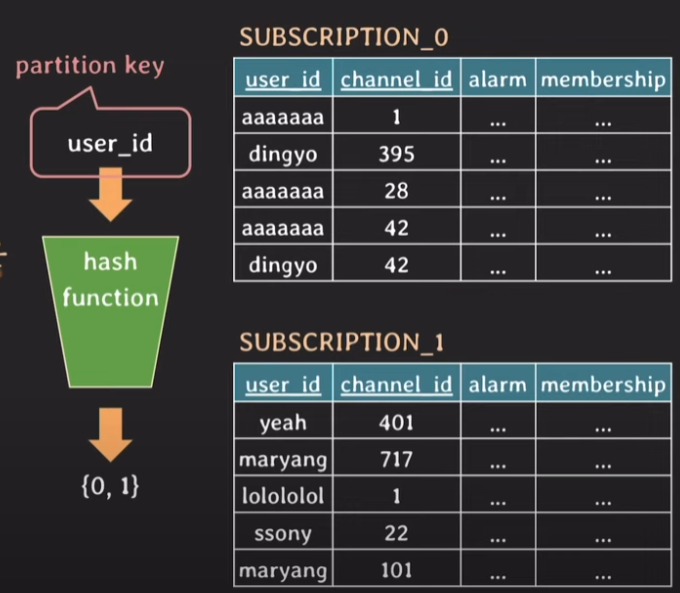 partition key
user_id
hash
function
{0, 1}
SUBSCRIPTION_0
user_id channel_id alarm membership
aaaaaaa 1 ... ...
dingyo 395 ... ...
aaaaaaa 28 ... ...
aaaaaaa 42 ... ...
dingyo 42 ... ...
SUBSCRIPTION_1
user_id channel_id alarm membership
yeah 401 ... ...
maryang 717 ... ...
lolololol 1 ... ...
ssony 22 ... ...
maryang 101 ... ...